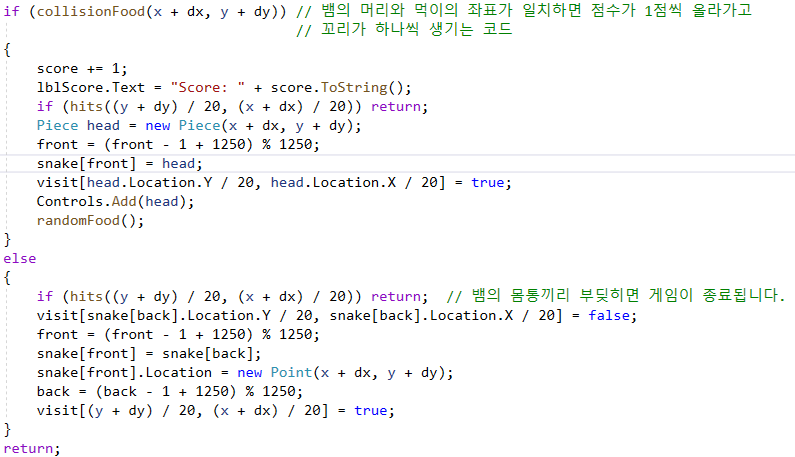 if (collisionFood(x + dx, y + dy)) // 뱀의 머리와 먹이의 좌표가 일치하면 점수가 1점씩 올라가고
// 꼬리가 하나씩 생기는 코드
{
score += 1;
lblScore.Text = "Score: " + score.ToString();
if (hits((y + dy) / 20, (x + dx) / 20)) return;
Piece head = new Piece(x + dx, y + dy);
front = (front - 1 + 1250) % 1250;
snake[front] = head;
visit[head.Location.Y / 20, head.Location.X / 20] = true;
Controls.Add(head);
randomFood();
}
else
{
if (hits((y + dy) / 20, (x + dx) / 20)) return; // 뱀의 몸통끼리 부딪히면 게임이 종료됩니다.
visit[snake[back].Location.Y / 20, snake[back].Location.X / 20] = false;
front = (front - 1 + 1250) % 1250;
snake[front] = snake[back];
snake[front].Location = new Point(x + dx, y + dy);
back = (back - 1 + 1250) % 1250;
visit[(y + dy) / 20, (x + dx) / 20] = true;
}
return;